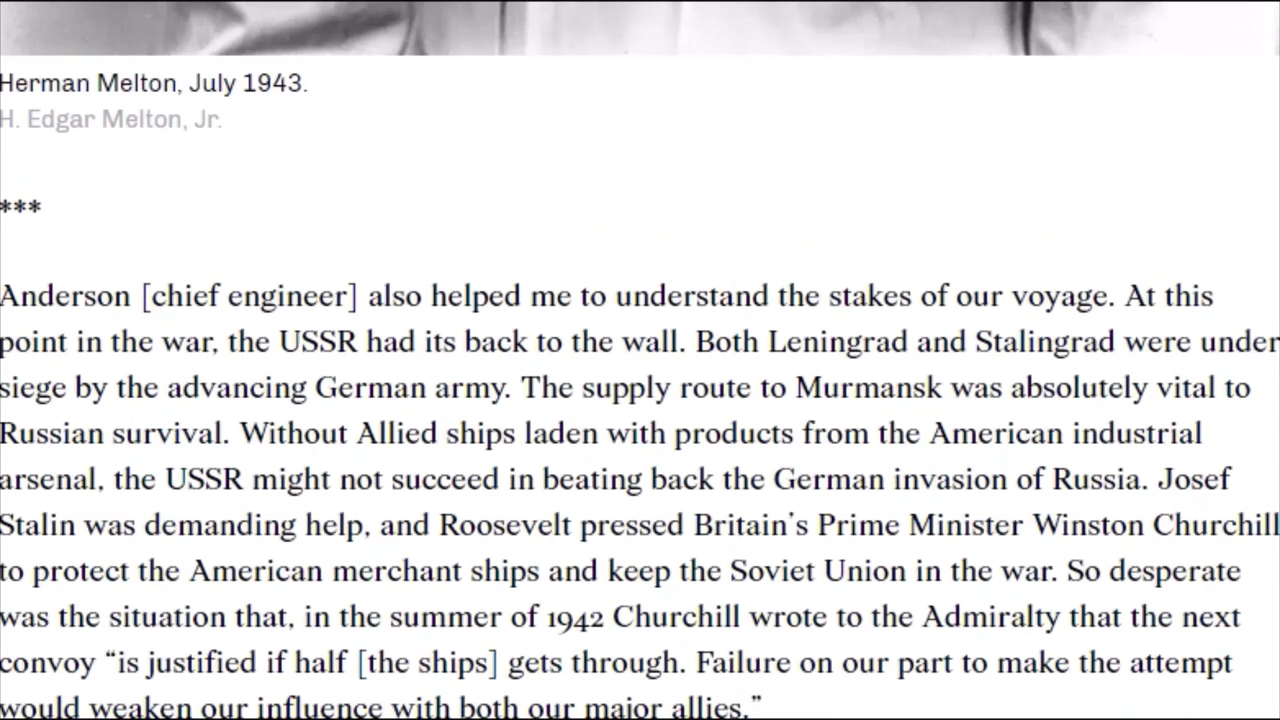 Herman Melton, July 1943.
H. Edgar Melton, Jr.
***
Anderson [chief engineer] also helped me to understand the stakes of our voyage. At this
point in the war, the USSR had its back to the wall. Both Leningrad and Stalingrad were under
siege by the advancing German army. The supply route to Murmansk was absolutely vital to
Russian survival. Without Allied ships laden with products from the American industrial
arsenal, the USSR might not succeed in beating back the German invasion of Russia. Josef
Stalin was demanding help, and Roosevelt pressed Britain’s Prime Minister Winston Churchill
to protect the American merchant ships and keep the Soviet Union in the war. So desperate
was the situation that, in the summer of 1942 Churchill wrote to the Admiralty that the next
convoy “is justified if half [the ships] gets through. Failure on our part to make the attempt
would weaken our influence with both our major allies.”